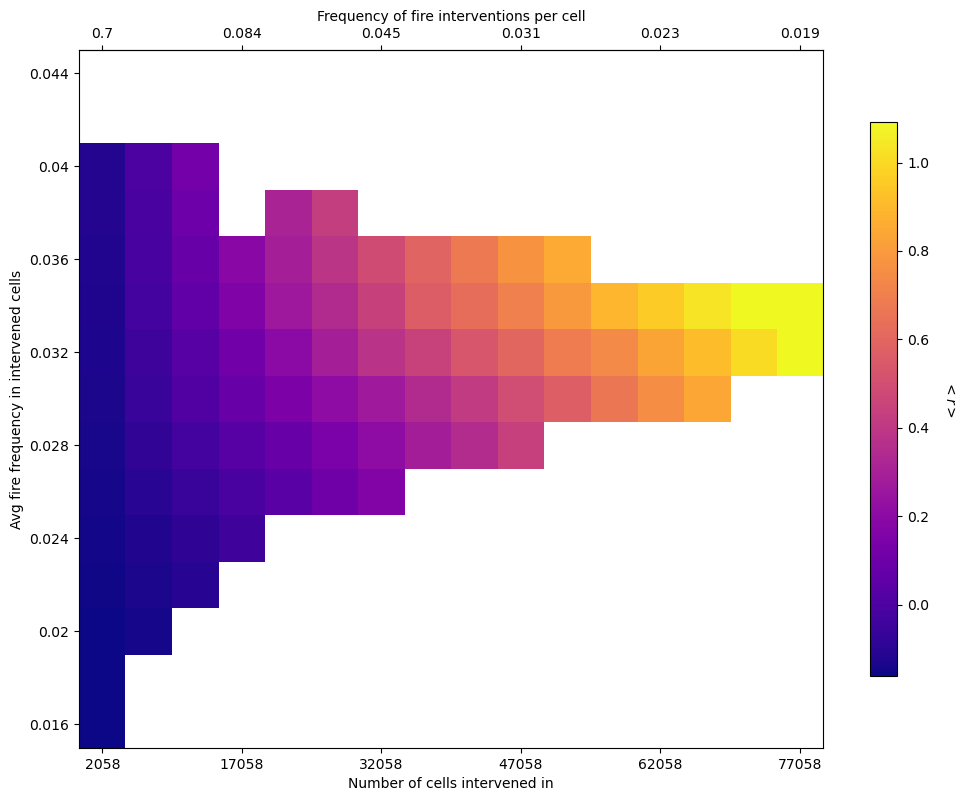 Frequency of fire interventions per cell
0.7 0.084 0.045 0.031 0.023 0.019
Avg fire frequency in intervened cells
0.044
0.04
0.036
0.032
0.028
0.024
0.02
0.016
2058 17058 32058 47058 62058 77058
Number of cells intervened in
1.0
0.8
0.6
0.4
0.2
0.0
< r >